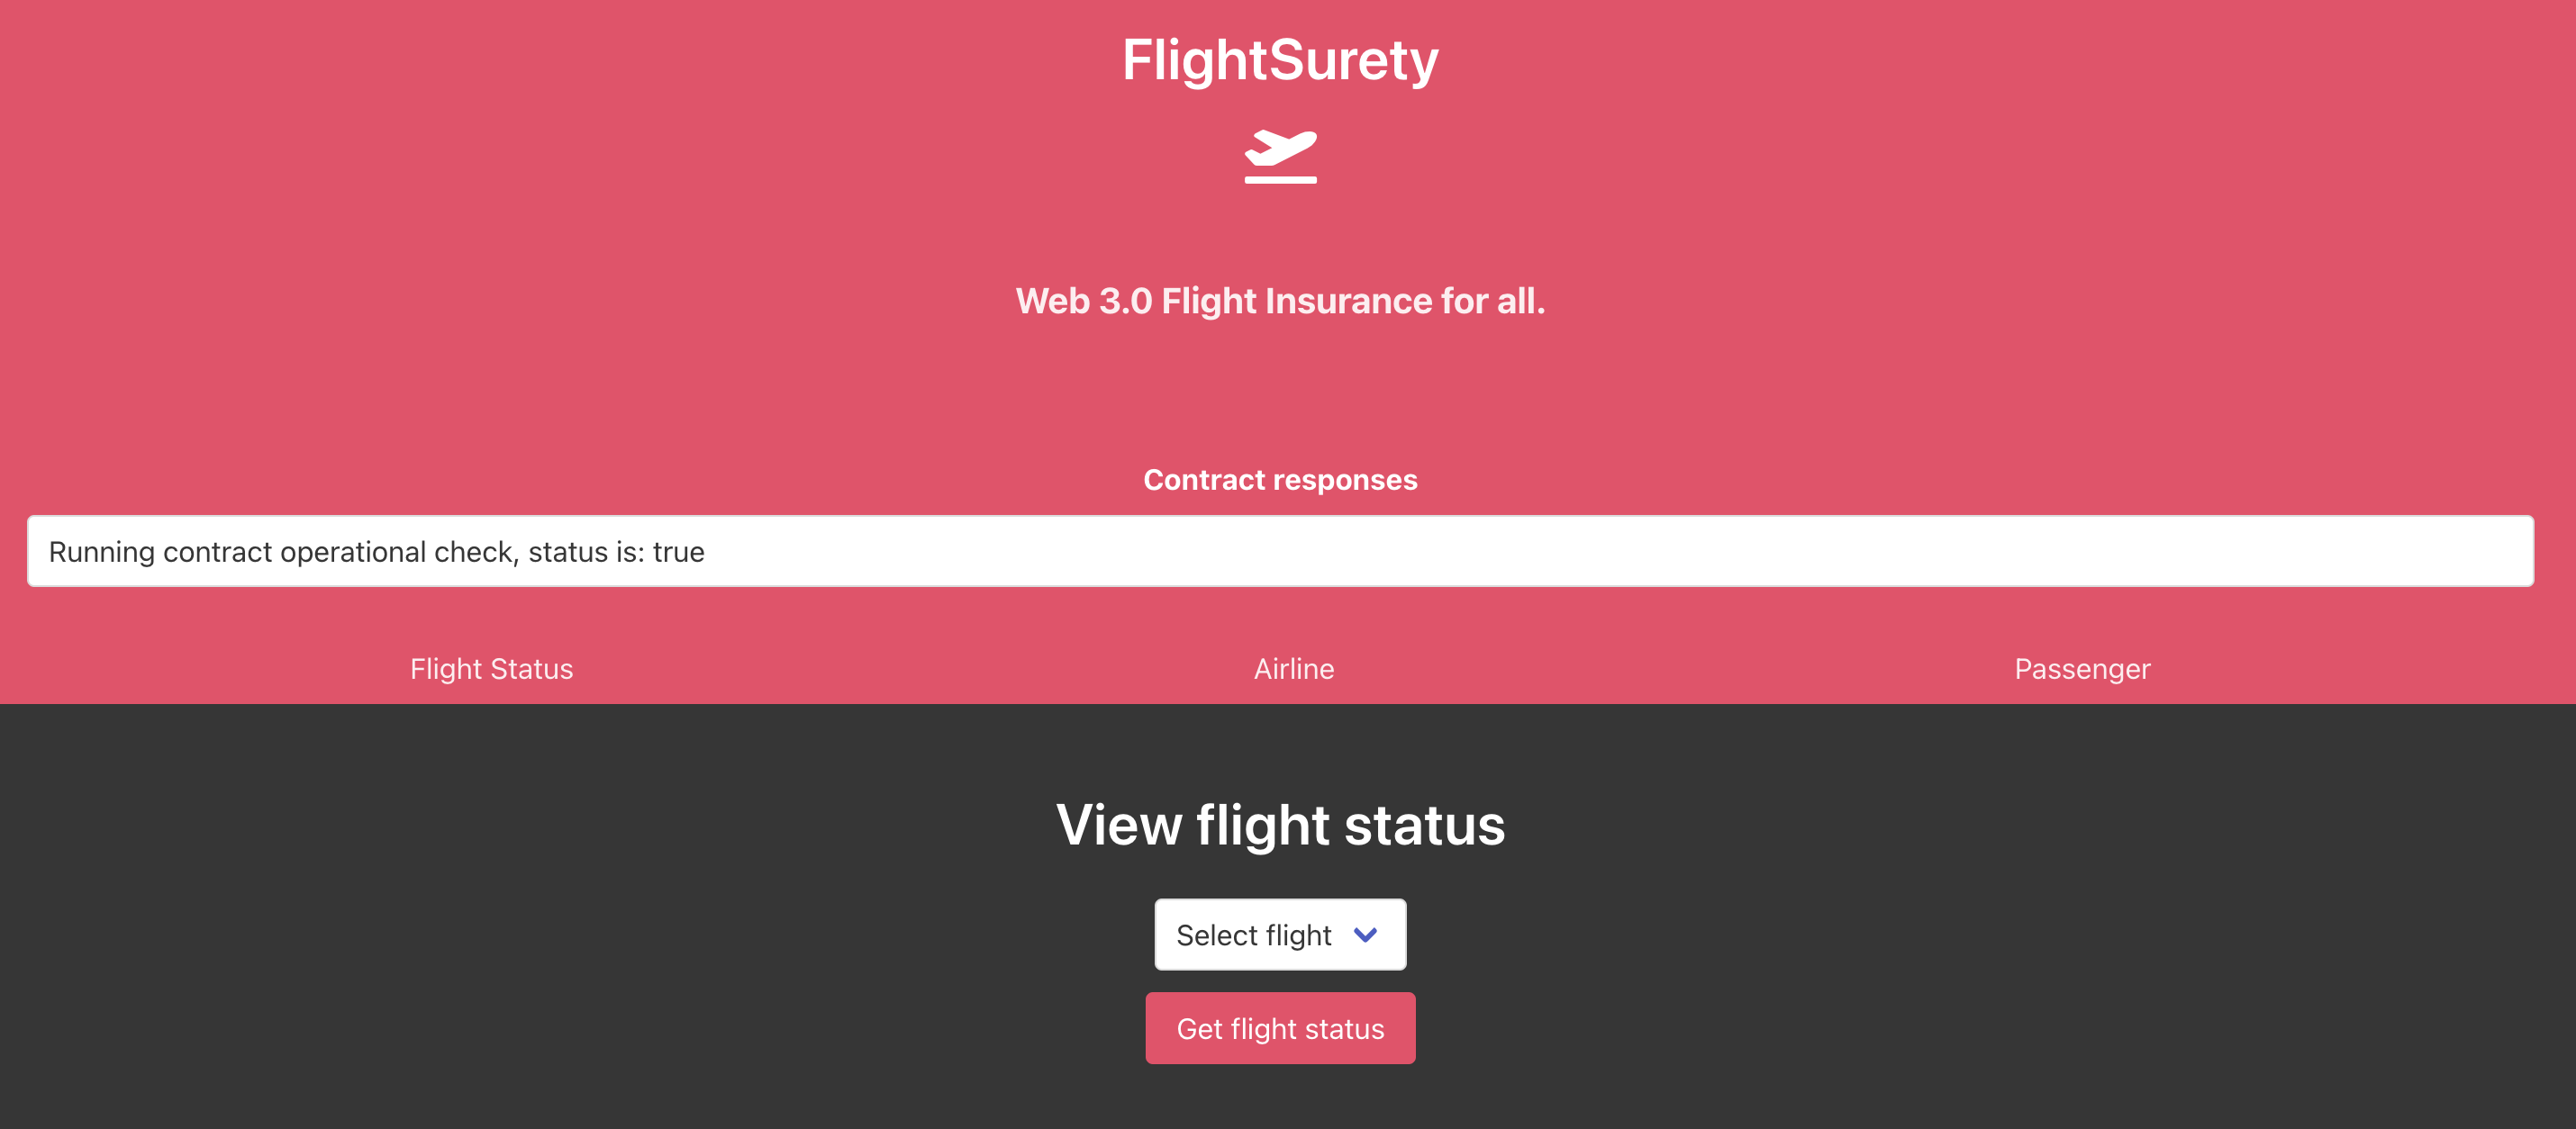 FlightSurety
Web 3.0 Flight Insurance for all.
Contract responses
Running contract operational check, status is: true
Flight Status
Airline
Passenger
View flight status
Select flight
Get flight status